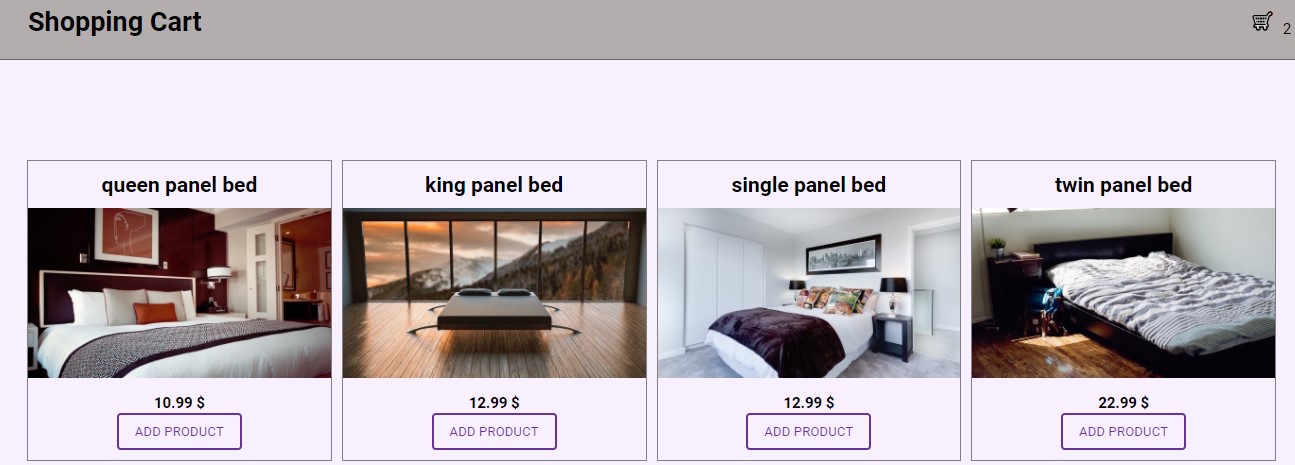 Shopping Cart
2
queen panel bed
king panel bed
single panel bed
twin panel bed
10.99 $
12.99 $
12.99 $
22.99 $
ADD PRODUCT
ADD PRODUCT
ADD PRODUCT
ADD PRODUCT